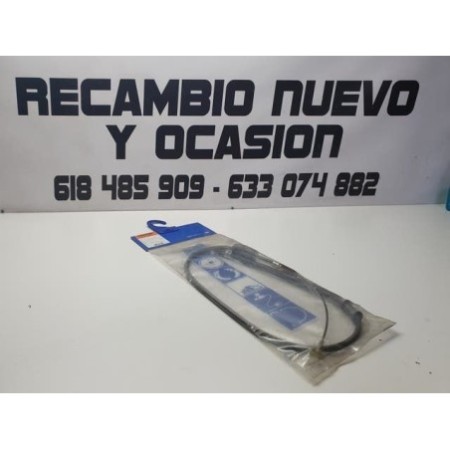 RECAMBIO NUEVO
Y OCASION
618 485 909 - 633 074 882